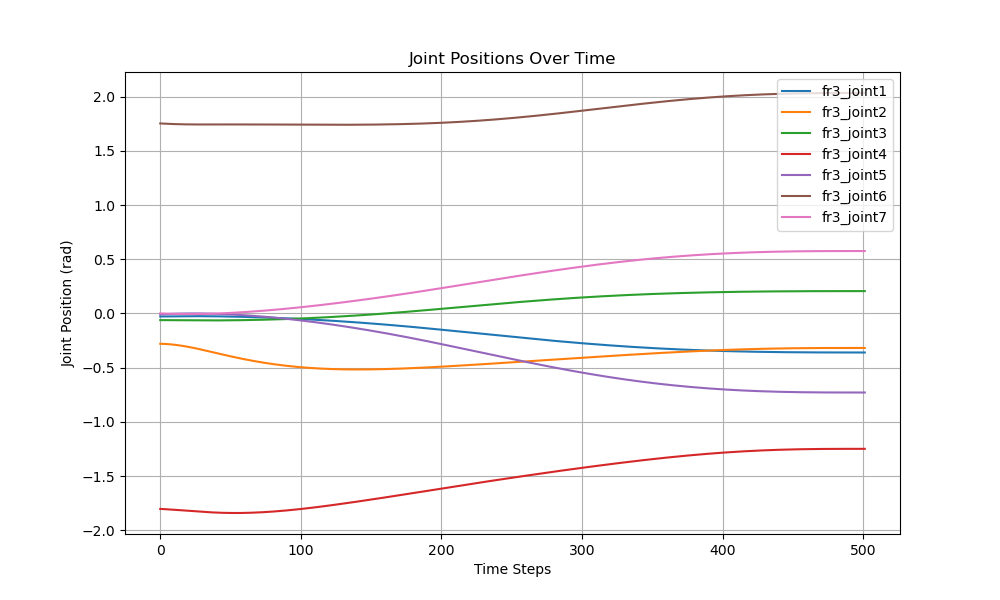 Joint Positions Over Time
Joint Position (rad)
2.0
1.5
1.0
0.5
0.0
−0.5
−1.0
−1.5
−2.0
fr3_joint1
fr3_joint2
fr3_joint3
fr3_joint4
fr3_joint5
fr3_joint6
fr3_joint7
0 100 200 300 400 500
Time Steps